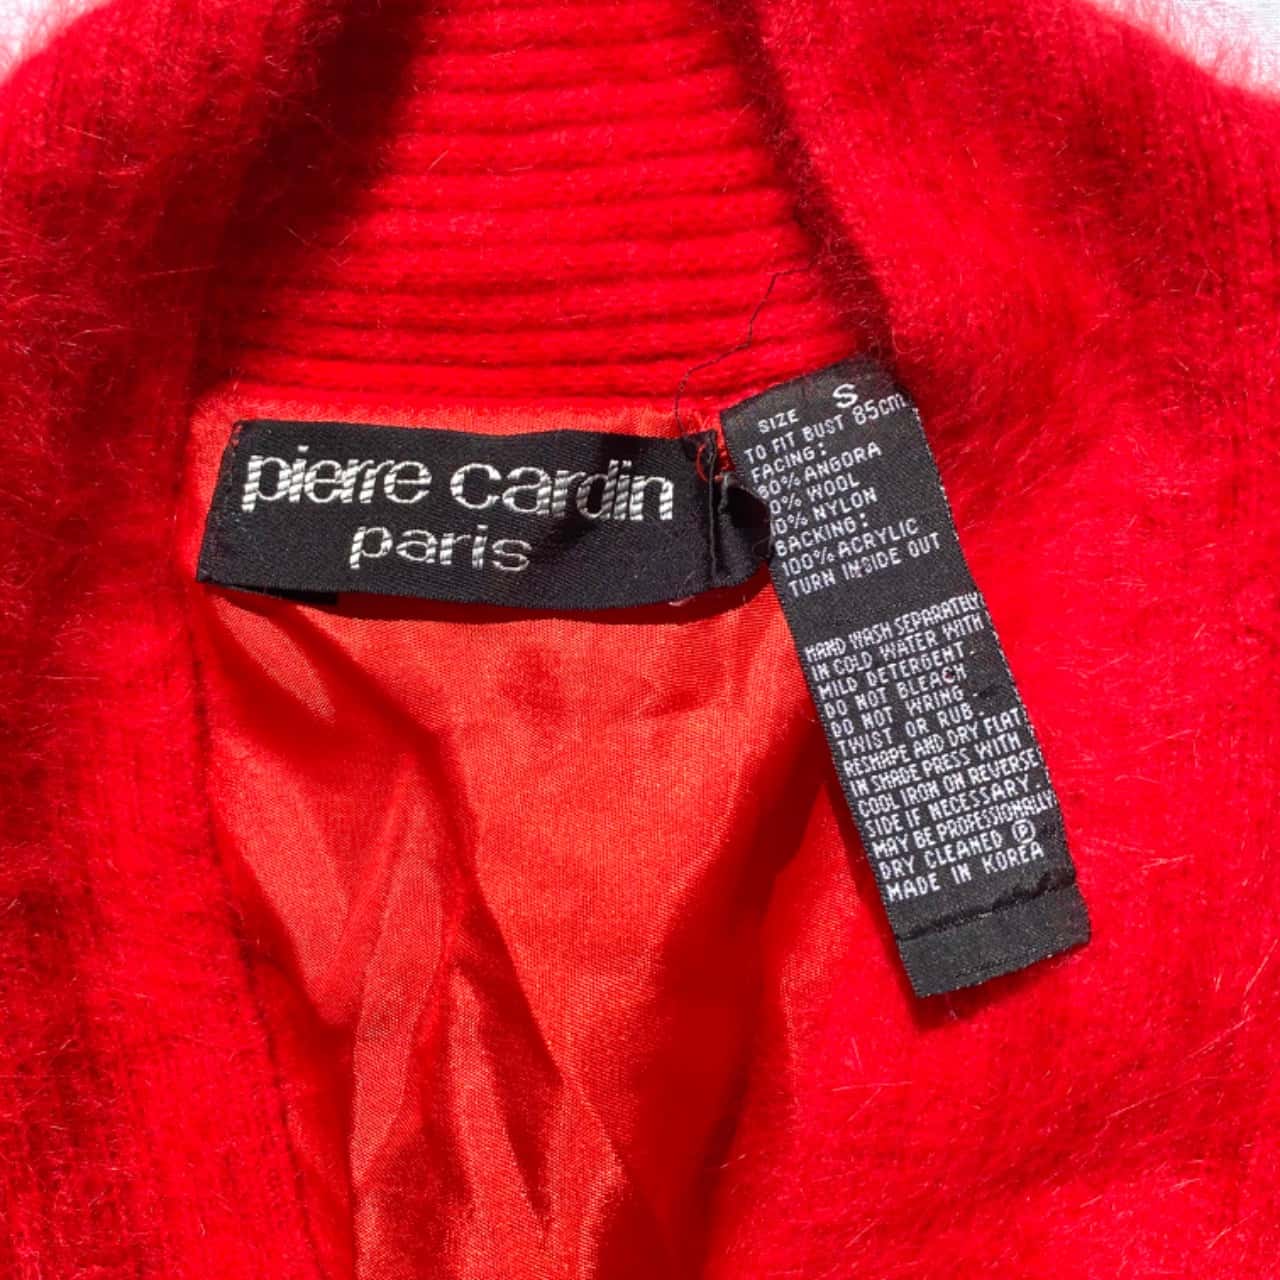 pierre cardin
paris
SIZE S
TO FIT BUST 85cm
FACING:
% ANGORA
0% WOOL
0% NYLON
BACKING:
100% ACRYLIC
TURN INSIDE OUT
HAND WASH SEPARATELY
IN COLD WATER WITH
MILD DETERGENT.
DO NOT BLEACH
DO NOT WRING.
TWIST OR RUB.
RESHAPE AND DRY FLAT
IN SHADE PRESS WITH
COOL IRON ON REVERSE
SIDE IF NECESSARY.
MAY BE PROFESSIONALLY
DRY CLEANED Ⓟ
MADE IN KOREA